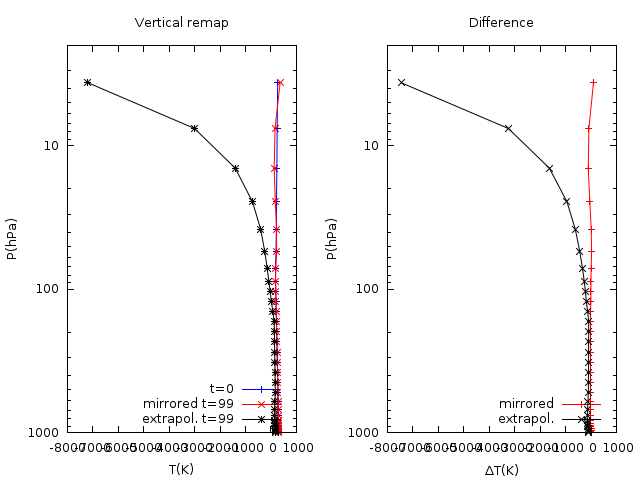 Vertical remap
Difference
10
100
1000
P(hPa)
t=0
mirrored t=99
extrapol. t=99
-8000-7000-6000-5000-4000-3000-2000-1000 0 1000
T(K)
10
100
1000
P(hPa)
mirrored
extrapol.
-8000-7000-6000-5000-4000-3000-2000-1000 0 1000
ΔT(K)